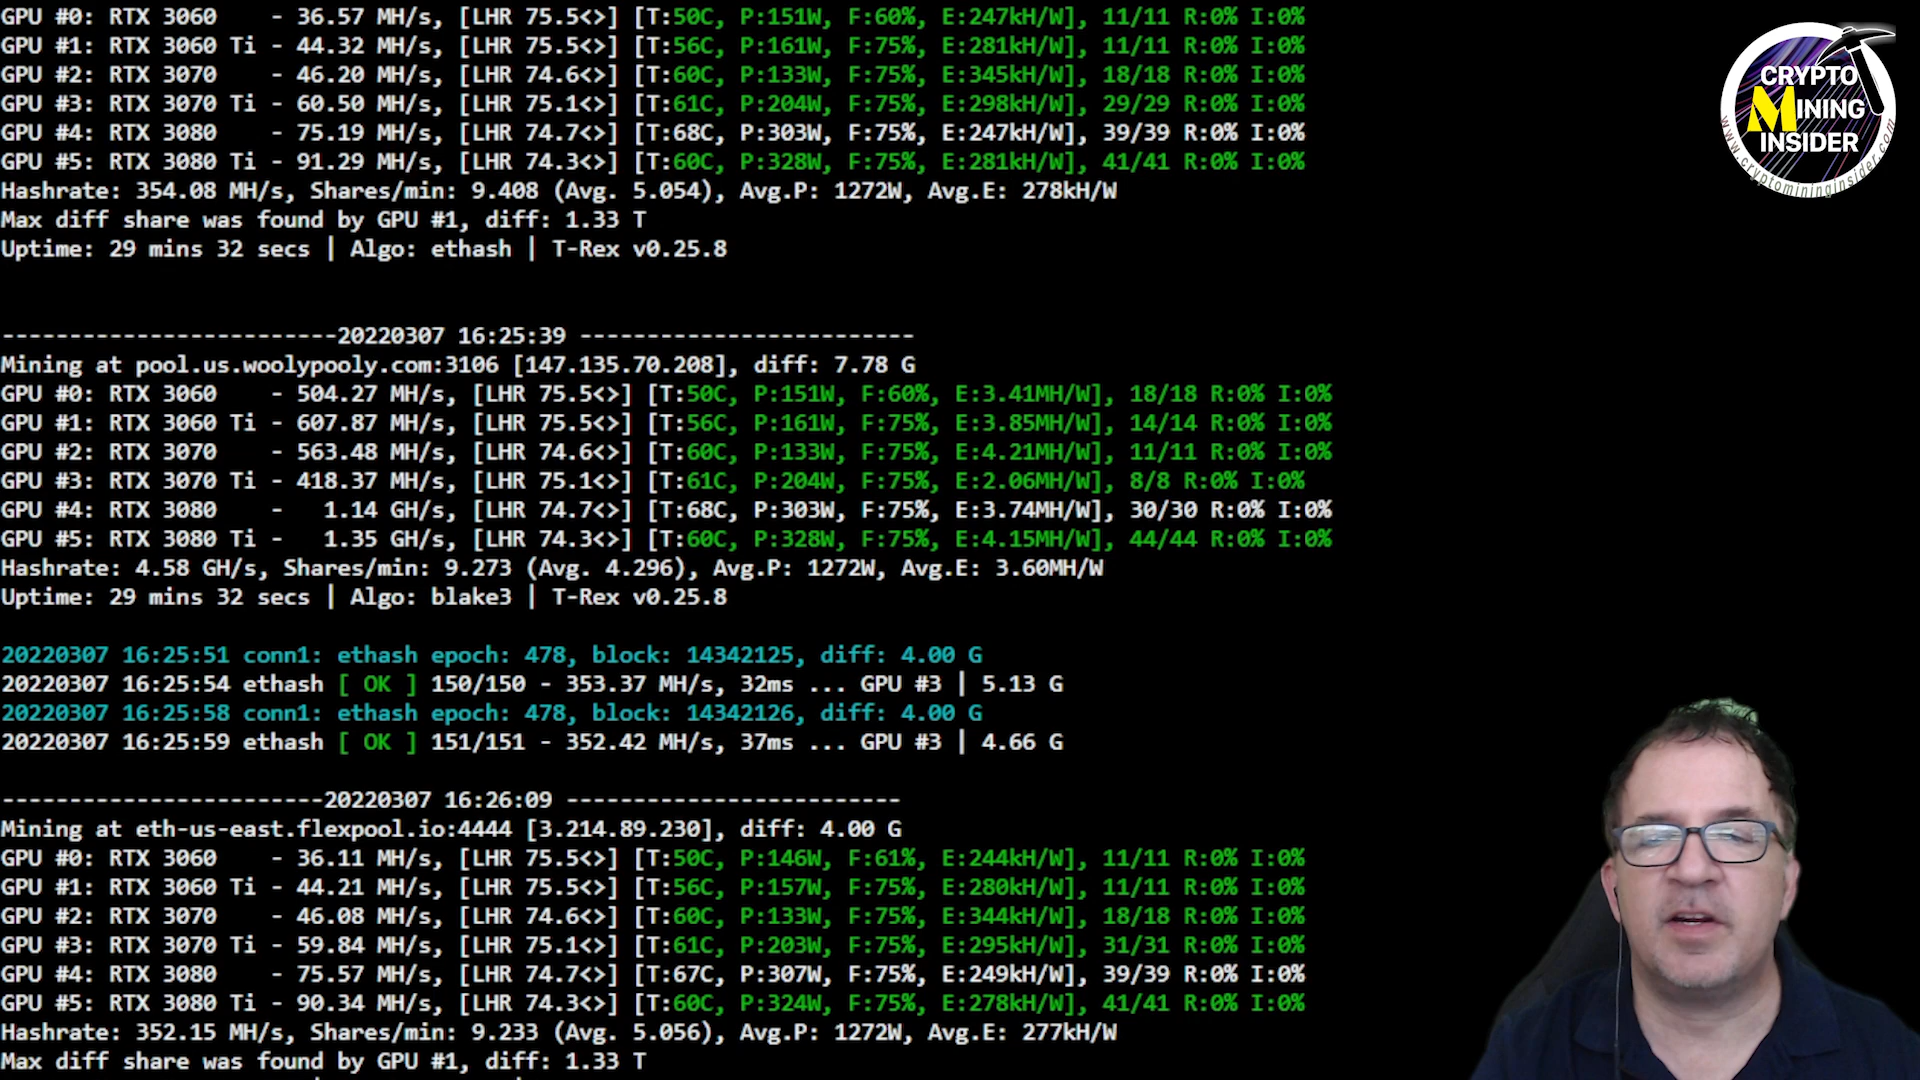 GPU #0: RTX 3060    - 36.57 MH/s, [LHR 75.5<>] [T:50C, P:151W, F:60%, E:247kH/W], 11/11 R:0% I:0%
GPU #1: RTX 3060 Ti - 44.32 MH/s, [LHR 75.5<>] [T:56C, P:161W, F:75%, E:281kH/W], 11/11 R:0% I:0%
GPU #2: RTX 3070    - 46.20 MH/s, [LHR 74.6<>] [T:60C, P:133W, F:75%, E:345kH/W], 18/18 R:0% I:0%
GPU #3: RTX 3070 Ti - 60.50 MH/s, [LHR 75.1<>] [T:61C, P:204W, F:75%, E:298kH/W], 29/29 R:0% I:0%
GPU #4: RTX 3080    - 75.19 MH/s, [LHR 74.7<>] [T:68C, P:303W, F:75%, E:247kH/W], 39/39 R:0% I:0%
GPU #5: RTX 3080 Ti - 91.29 MH/s, [LHR 74.3<>] [T:60C, P:328W, F:75%, E:281kH/W], 41/41 R:0% I:0%
Hashrate: 354.08 MH/s, Shares/min: 9.408 (Avg. 5.054), Avg.P: 1272W, Avg.E: 278kH/W
Max diff share was found by GPU #1, diff: 1.33 T
Uptime: 29 mins 32 secs | Algo: ethash | T-Rex v0.25.8
-------------------------20220307 16:25:39 -------------------------
Mining at pool.us.woolypooly.com:3106 [147.135.70.208], diff: 7.78 G
GPU #0: RTX 3060    - 504.27 MH/s, [LHR 75.5<>] [T:50C, P:151W, F:60%, E:3.41MH/W], 18/18 R:0% I:0%
GPU #1: RTX 3060 Ti - 607.87 MH/s, [LHR 75.5<>] [T:56C, P:161W, F:75%, E:3.85MH/W], 14/14 R:0% I:0%
GPU #2: RTX 3070    - 563.48 MH/s, [LHR 74.6<>] [T:60C, P:133W, F:75%, E:4.21MH/W], 11/11 R:0% I:0%
GPU #3: RTX 3070 Ti - 418.37 MH/s, [LHR 75.1<>] [T:61C, P:204W, F:75%, E:2.06MH/W], 8/8 R:0% I:0%
GPU #4: RTX 3080    -   1.14 GH/s, [LHR 74.7<>] [T:68C, P:303W, F:75%, E:3.74MH/W], 30/30 R:0% I:0%
GPU #5: RTX 3080 Ti -   1.35 GH/s, [LHR 74.3<>] [T:60C, P:328W, F:75%, E:4.15MH/W], 44/44 R:0% I:0%
Hashrate: 4.58 GH/s, Shares/min: 9.273 (Avg. 4.296), Avg.P: 1272W, Avg.E: 3.60MH/W
Uptime: 29 mins 32 secs | Algo: blake3 | T-Rex v0.25.8
20220307 16:25:51 conn1: ethash epoch: 478, block: 14342125, diff: 4.00 G
20220307 16:25:54 ethash [ OK ] 150/150 - 353.37 MH/s, 32ms ... GPU #3 | 5.13 G
20220307 16:25:58 conn1: ethash epoch: 478, block: 14342126, diff: 4.00 G
20220307 16:25:59 ethash [ OK ] 151/151 - 352.42 MH/s, 37ms ... GPU #3 | 4.66 G
------------------------20220307 16:26:09 -------------------------
Mining at eth-us-east.flexpool.io:4444 [3.214.89.230], diff: 4.00 G
GPU #0: RTX 3060    - 36.11 MH/s, [LHR 75.5<>] [T:50C, P:146W, F:61%, E:244kH/W], 11/11 R:0% I:0%
GPU #1: RTX 3060 Ti - 44.21 MH/s, [LHR 75.5<>] [T:56C, P:157W, F:75%, E:280kH/W], 11/11 R:0% I:0%
GPU #2: RTX 3070    - 46.08 MH/s, [LHR 74.6<>] [T:60C, P:133W, F:75%, E:344kH/W], 18/18 R:0% I:0%
GPU #3: RTX 3070 Ti - 59.84 MH/s, [LHR 75.1<>] [T:61C, P:203W, F:75%, E:295kH/W], 31/31 R:0% I:0%
GPU #4: RTX 3080    - 75.57 MH/s, [LHR 74.7<>] [T:67C, P:307W, F:75%, E:249kH/W], 39/39 R:0% I:0%
GPU #5: RTX 3080 Ti - 90.34 MH/s, [LHR 74.3<>] [T:60C, P:324W, F:75%, E:278kH/W], 41/41 R:0% I:0%
Hashrate: 352.15 MH/s, Shares/min: 9.233 (Avg. 5.056), Avg.P: 1272W, Avg.E: 277kH/W
Max diff share was found by GPU #1, diff: 1.33 T
CRYPTO
MINING
INSIDER
www.cryptomininginsider.com